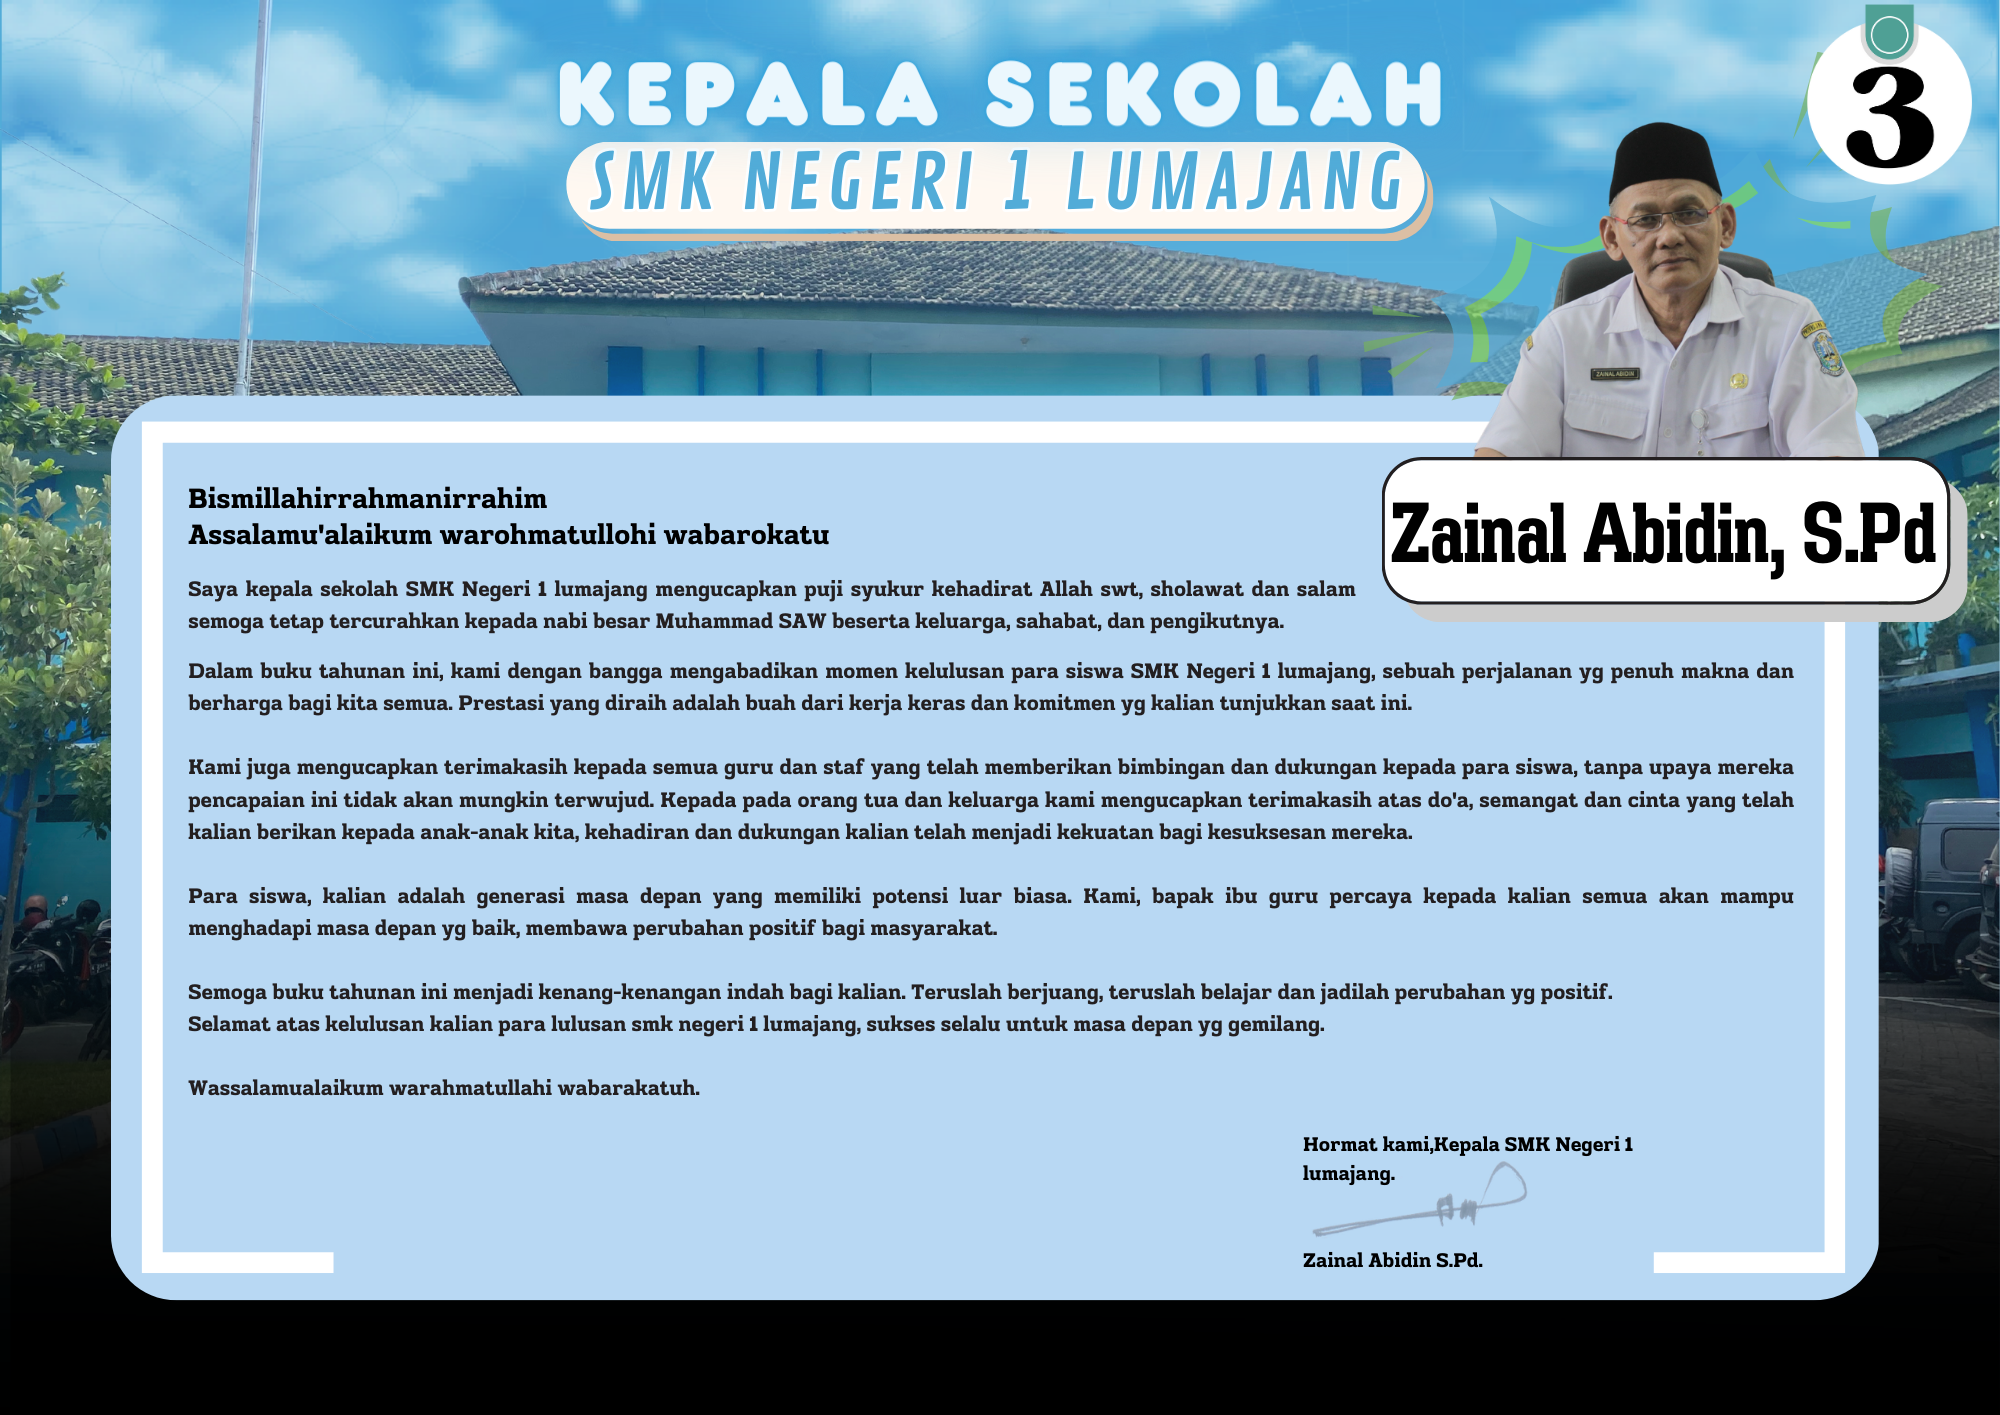 KEPALA SEKOLAH
SMK NEGERI 1 LUMAJANG
3
ZAINAL ABIDIN
Zainal Abidin, S.Pd
Bismillahirrahmanirrahim
Assalamu'alaikum warohmatullohi wabarokatu
Saya kepala sekolah SMK Negeri 1 lumajang mengucapkan puji syukur kehadirat Allah swt, sholawat dan salam
semoga tetap tercurahkan kepada nabi besar Muhammad SAW beserta keluarga, sahabat, dan pengikutnya.
Dalam buku tahunan ini, kami dengan bangga mengabadikan momen kelulusan para siswa SMK Negeri 1 lumajang, sebuah perjalanan yg penuh makna dan
berharga bagi kita semua. Prestasi yang diraih adalah buah dari kerja keras dan komitmen yg kalian tunjukkan saat ini.
Kami juga mengucapkan terimakasih kepada semua guru dan staf yang telah memberikan bimbingan dan dukungan kepada para siswa, tanpa upaya mereka
pencapaian ini tidak akan mungkin terwujud. Kepada pada orang tua dan keluarga kami mengucapkan terimakasih atas do'a, semangat dan cinta yang telah
kalian berikan kepada anak-anak kita, kehadiran dan dukungan kalian telah menjadi kekuatan bagi kesuksesan mereka.
Para siswa, kalian adalah generasi masa depan yang memiliki potensi luar biasa. Kami, bapak ibu guru percaya kepada kalian semua akan mampu
menghadapi masa depan yg baik, membawa perubahan positif bagi masyarakat.
Semoga buku tahunan ini menjadi kenang-kenangan indah bagi kalian. Teruslah berjuang, teruslah belajar dan jadilah perubahan yg positif.
Selamat atas kelulusan kalian para lulusan smk negeri 1 lumajang, sukses selalu untuk masa depan yg gemilang.
Wassalamualaikum warahmatullahi wabarakatuh.
Hormat kami,Kepala SMK Negeri 1
lumajang.
Zainal Abidin S.Pd.